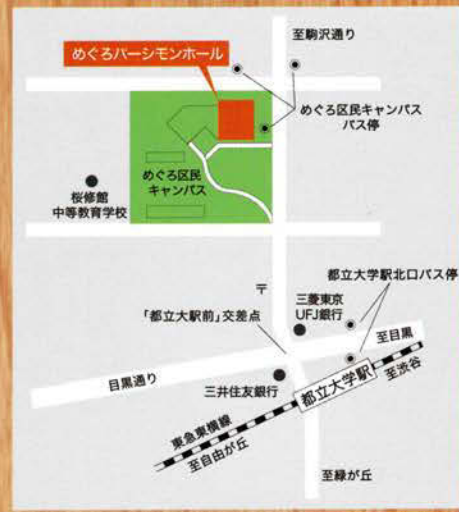 至駒沢通り
めぐろパーシモンホール
めぐろ区民キャンパス
バス停
めぐろ区民
キャンパス
桜修館
中等教育学校
都立大学駅北口バス停
〒
三菱東京
UFJ銀行
「都立大駅前」交差点
至目黒
目黒通り
三井住友銀行
都立大学駅
至渋谷
東急東横線
至自由が丘
至緑が丘